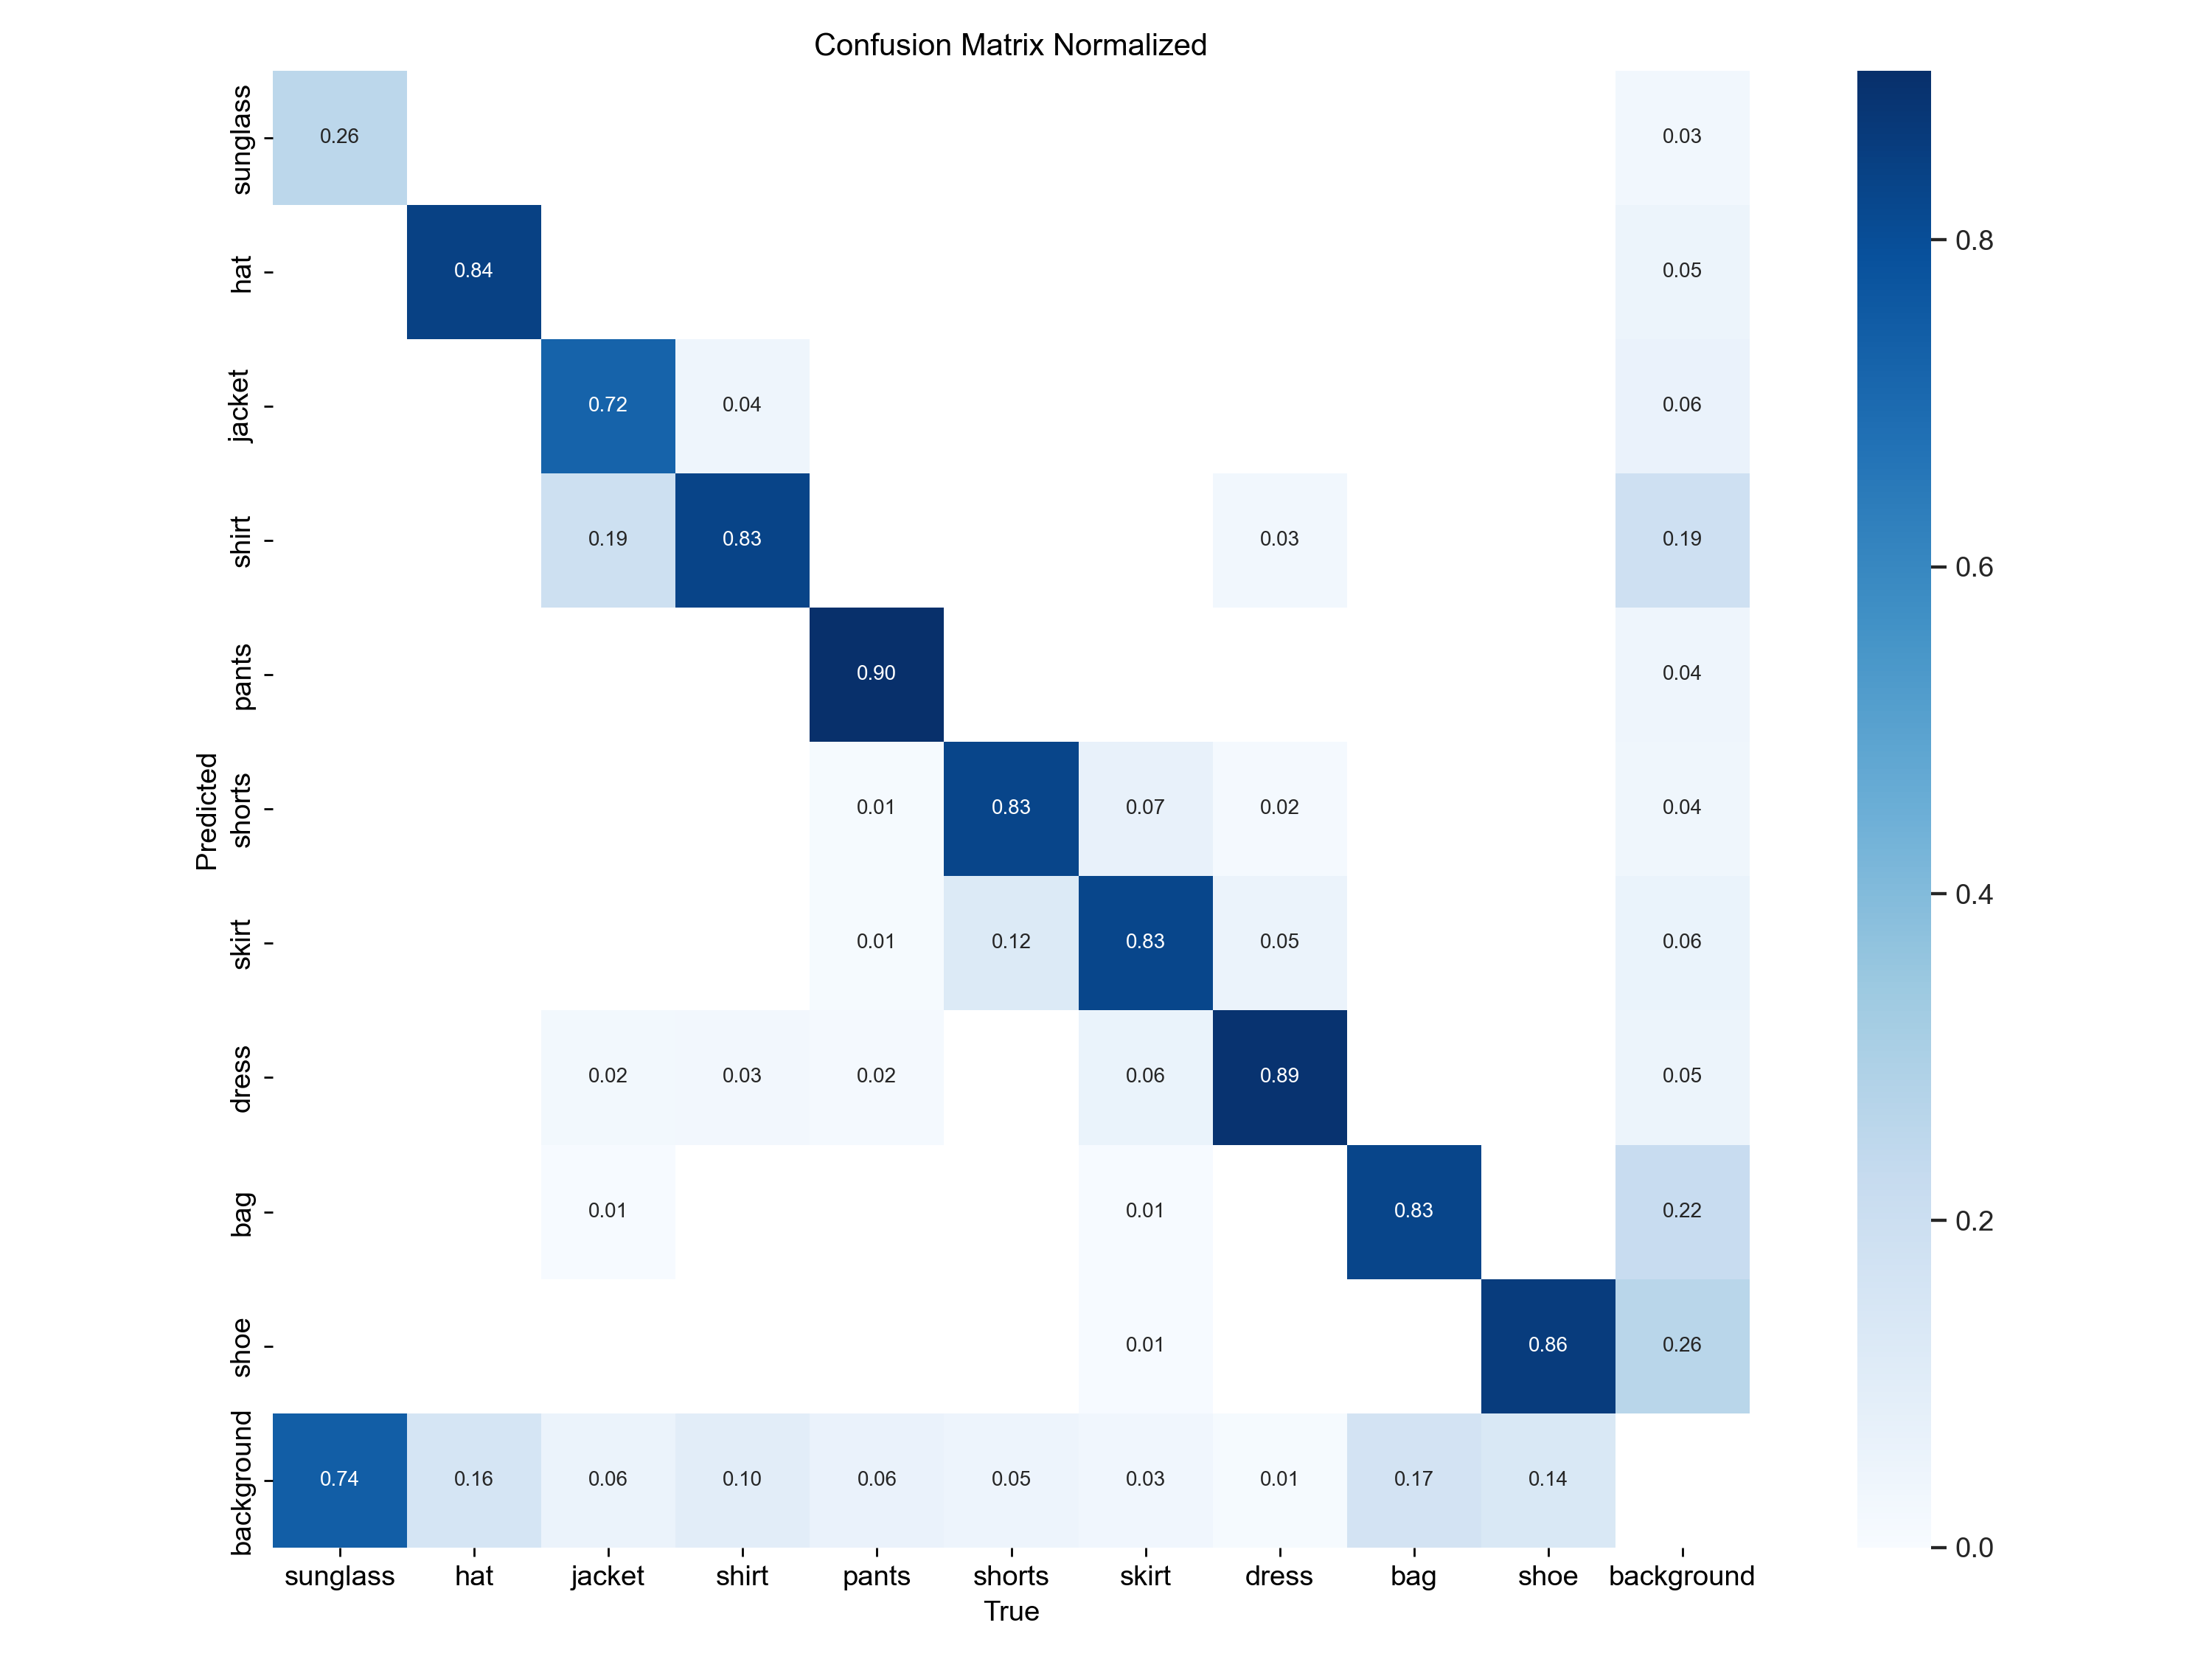 Confusion Matrix Normalized
sunglass 0.26 0.03
hat 0.84 0.05 0.8
jacket 0.72 0.04 0.06
shirt 0.19 0.83 0.03 0.19 0.6
pants 0.90 0.04
Predicted
shorts 0.01 0.83 0.07 0.02 0.04
skirt 0.01 0.12 0.83 0.05 0.06 0.4
dress 0.02 0.03 0.02 0.06 0.89 0.05
bag 0.01 0.01 0.83 0.22 0.2
shoe 0.01 0.86 0.26
background 0.74 0.16 0.06 0.10 0.06 0.05 0.03 0.01 0.17 0.14
0.0
sunglass hat jacket shirt pants shorts skirt dress bag shoe background
True